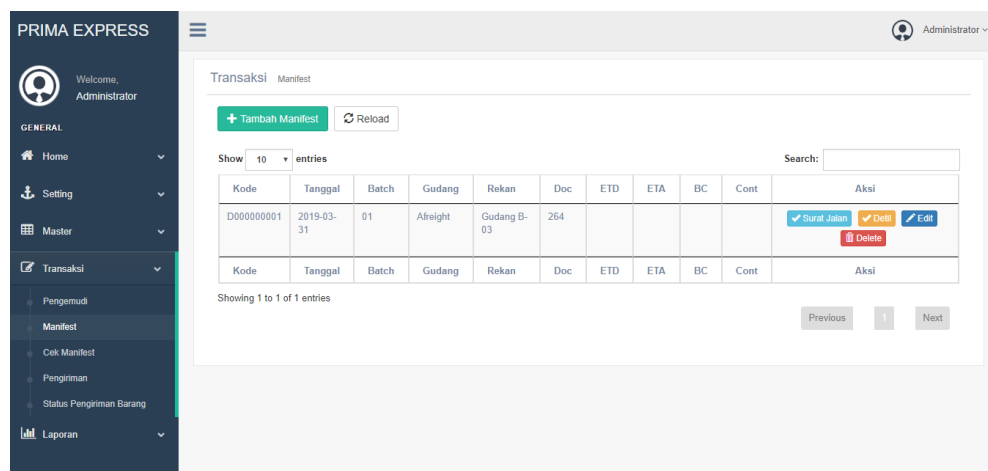 PRIMA EXPRESS
Administrator
Welcome,
Administrator
GENERAL
Home
Setting
Master
Transaksi
Pengemudi
Manifest
Cek Manifest
Pengiriman
Status Pengiriman Barang
Laporan
Transaksi Manifest
Tambah Manifest Reload
Show 10 entries Search:
Kode Tanggal Batch Gudang Rekan Doc ETD ETA BC Cont Aksi
D000000001 2019-03- 01 Afreight Gudang B- 264 Surat Jalan Detil Edit
31 03 Delete
Kode Tanggal Batch Gudang Rekan Doc ETD ETA BC Cont Aksi
Showing 1 to 1 of 1 entries
Previous 1 Next